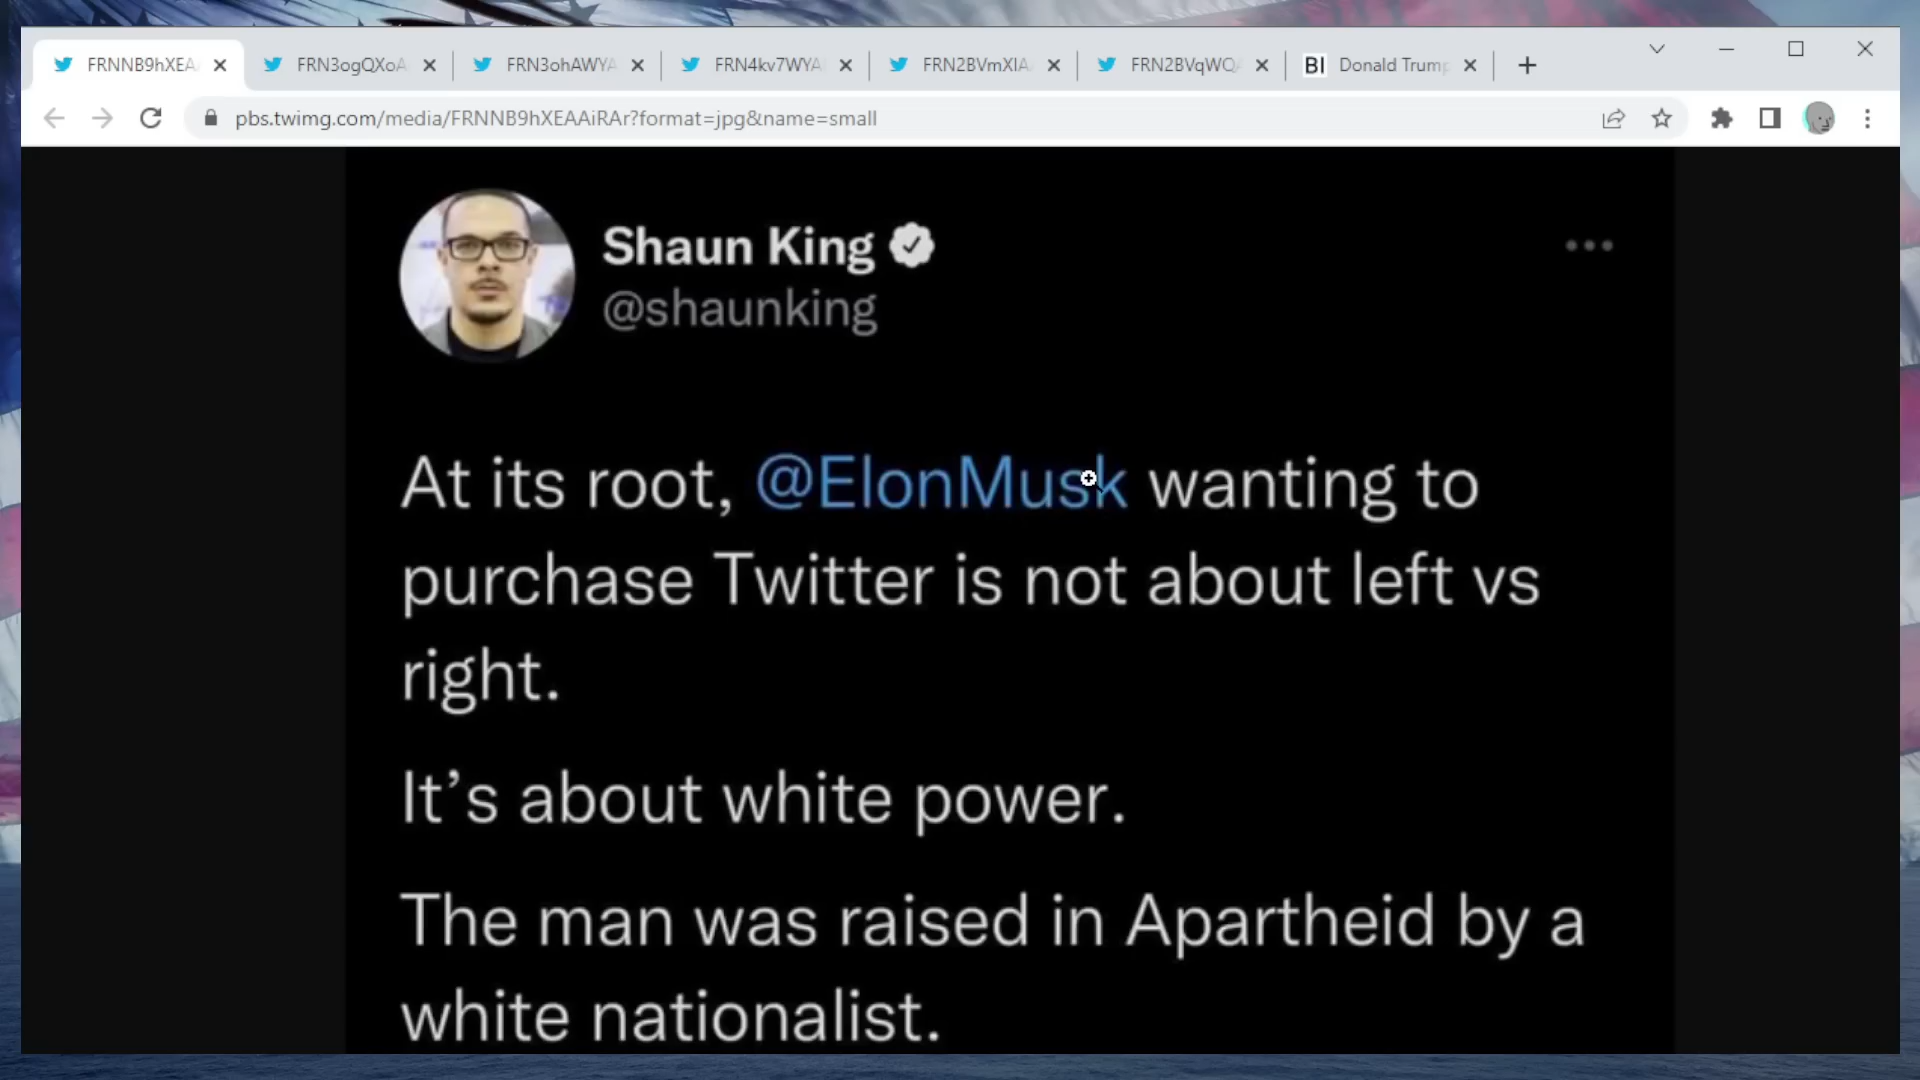 FRNNB9hXEA
FRN3ogQXoA
FRN3ohAWYA
FRN4kv7WYA
FRN2BVmXIA
FRN2BVqWQA
BI Donald Trump
pbs.twimg.com/media/FRNNB9hXEAAiRAr?format=jpg&name=small
Shaun King
@shaunking
At its root, @ElonMusk wanting to
purchase Twitter is not about left vs
right.
It’s about white power.
The man was raised in Apartheid by a
white nationalist.